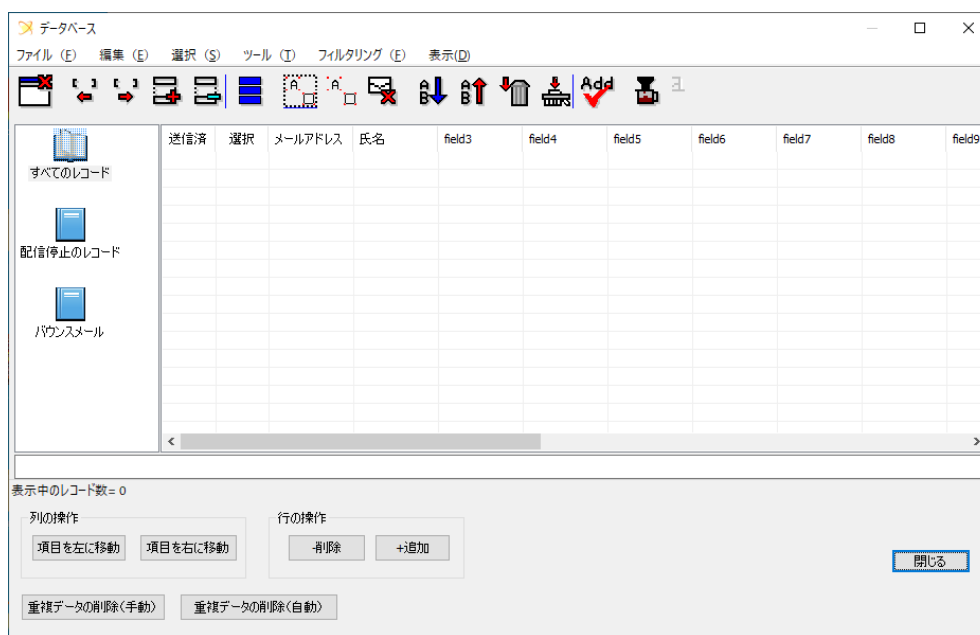 データベース
ファイル (F) 編集 (E) 選択 (S) ツール (T) フィルタリング (F) 表示(D)
Add
すべてのレコード
配信停止のレコード
バウンスメール
送信済 選択 メールアドレス 氏名 field3 field4 field5 field6 field7 field8 field9
表示中のレコード数= 0
列の操作 行の操作
項目を左に移動 項目を右に移動 -削除 +追加
閉じる
重複データの削除(手動) 重複データの削除(自動)